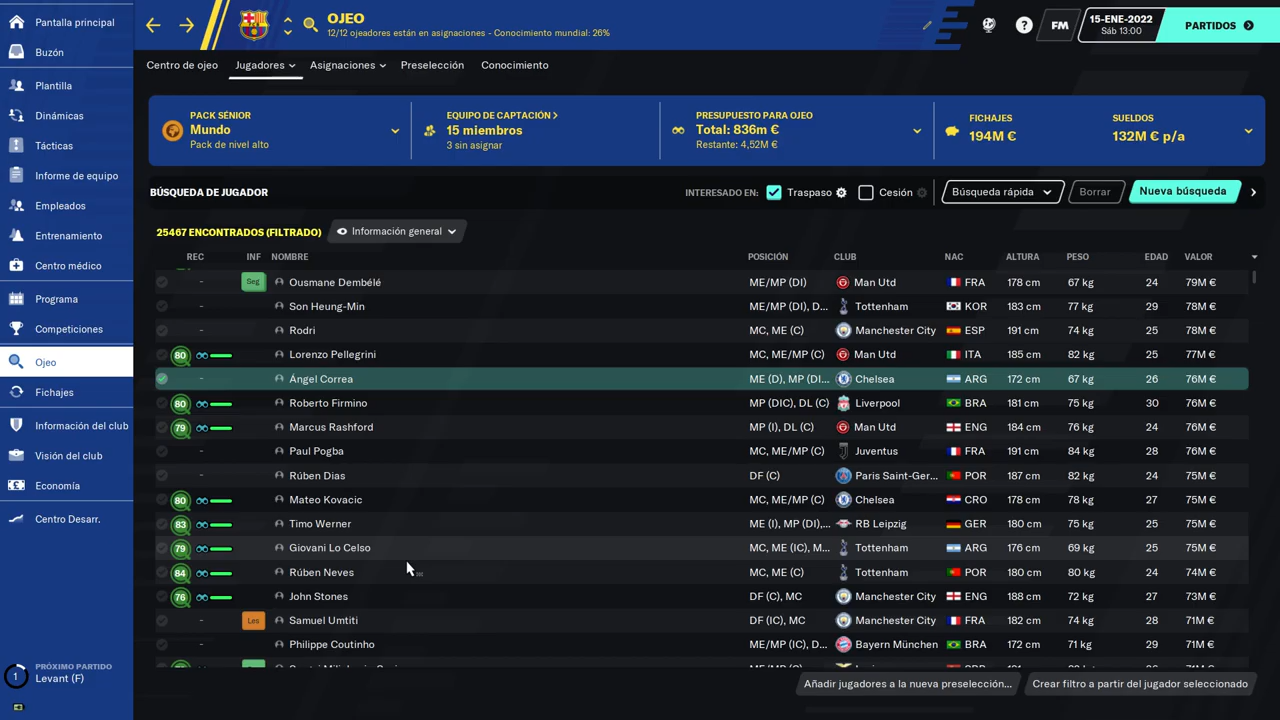 Pantalla principal
Buzón
Plantilla
Dinámicas
Tácticas
Informe de equipo
Empleados
Entrenamiento
Centro médico
Programa
Competiciones
Ojeo
Fichajes
Información del club
Visión del club
Economía
Centro Desarr.
1 PRÓXIMO PARTIDO
Levant (F)
OJEO
12/12 ojeadores están en asignaciones - Conocimiento mundial: 26%
? FM 15-ENE-2022
Sáb 13:00
PARTIDOS
Centro de ojeo Jugadores Asignaciones Preselección Conocimiento
PACK SÉNIOR
Mundo
Pack de nivel alto
EQUIPO DE CAPTACIÓN
15 miembros
3 sin asignar
PRESUPUESTO PARA OJEO
Total: 836m €
Restante: 4,52M €
FICHAJES
194M €
SUELDOS
132M € p/a
BÚSQUEDA DE JUGADOR INTERESADO EN: Traspaso Cesión Búsqueda rápida Borrar Nueva búsqueda
25467 ENCONTRADOS (FILTRADO) Información general
REC INF NOMBRE POSICIÓN CLUB NAC ALTURA PESO EDAD VALOR
- Seg Ousmane Dembélé ME/MP (DI) Man Utd FRA 178 cm 67 kg 24 79M €
- Son Heung-Min ME/MP (DI), D... Tottenham KOR 183 cm 77 kg 29 78M €
- Rodri MC, ME (C) Manchester City ESP 191 cm 74 kg 25 78M €
80 Lorenzo Pellegrini MC, ME/MP (C) Man Utd ITA 185 cm 82 kg 25 77M €
- Ángel Correa ME (D), MP (DI... Chelsea ARG 172 cm 67 kg 26 76M €
80 Roberto Firmino MP (DIC), DL (C) Liverpool BRA 181 cm 75 kg 30 76M €
79 Marcus Rashford MP (I), DL (C) Man Utd ENG 184 cm 76 kg 24 76M €
- Paul Pogba MC, ME/MP (C) Juventus FRA 191 cm 84 kg 28 76M €
- Rúben Dias DF (C) Paris Saint-Ger... POR 187 cm 82 kg 24 75M €
80 Mateo Kovacic MC, ME/MP (C) Chelsea CRO 178 cm 78 kg 27 75M €
83 Timo Werner ME (I), MP (DI),... RB Leipzig GER 180 cm 75 kg 25 75M €
79 Giovani Lo Celso MC, ME (IC), M... Tottenham ARG 176 cm 69 kg 25 75M €
84 Rúben Neves MC, ME (C) Tottenham POR 180 cm 80 kg 24 74M €
76 John Stones DF (C), MC Manchester City ENG 188 cm 72 kg 27 73M €
- Les Samuel Umtiti DF (IC), MC Manchester City FRA 182 cm 74 kg 28 71M €
- Philippe Coutinho ME/MP (IC), D... Bayern München BRA 172 cm 71 kg 29 71M €
Añadir jugadores a la nueva preselección... Crear filtro a partir del jugador seleccionado